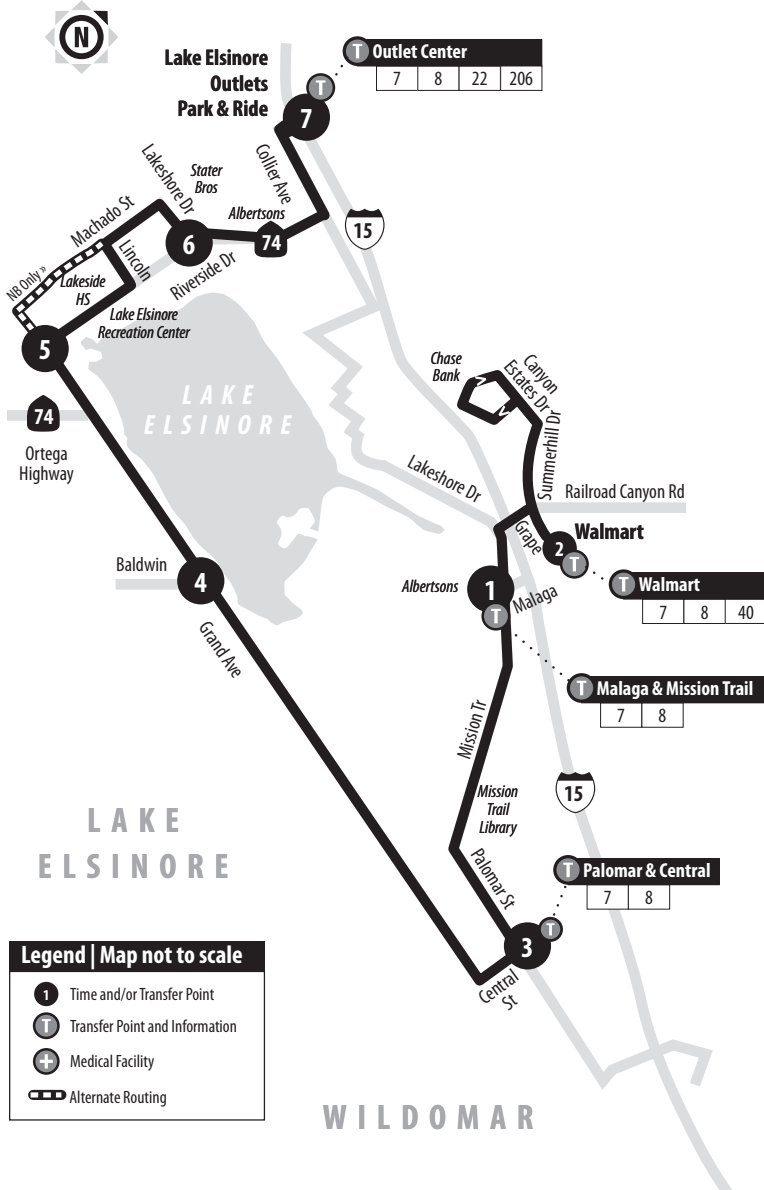 N
Lake Elsinore
Outlets
Park & Ride
T
T Outlet Center
7 8 22 206
7
Collier Ave
Lakeshore Dr
Stater
Bros
Machado St
Albertsons
15
6
74
Lincoln
Riverside Dr
NB Only »
Lakeside
HS
Lake Elsinore
Recreation Center
5
74
Ortega
Highway
LAKE
ELSINORE
Chase
Bank
Canyon
Estates Dr
Summerhill Dr
Lakeshore Dr
Railroad Canyon Rd
Grape
2
Walmart
T
T Walmart
7 8 40
Baldwin
4
Albertsons
1
Malaga
T
T Malaga & Mission Trail
7 8
Grand Ave
Mission Tr
15
Mission
Trail
Library
LAKE
ELSINORE
Palomar St
T Palomar & Central
7 8
T
3
Central
St
Legend | Map not to scale
1 Time and/or Transfer Point
T Transfer Point and Information
+ Medical Facility
Alternate Routing
WILDOMAR